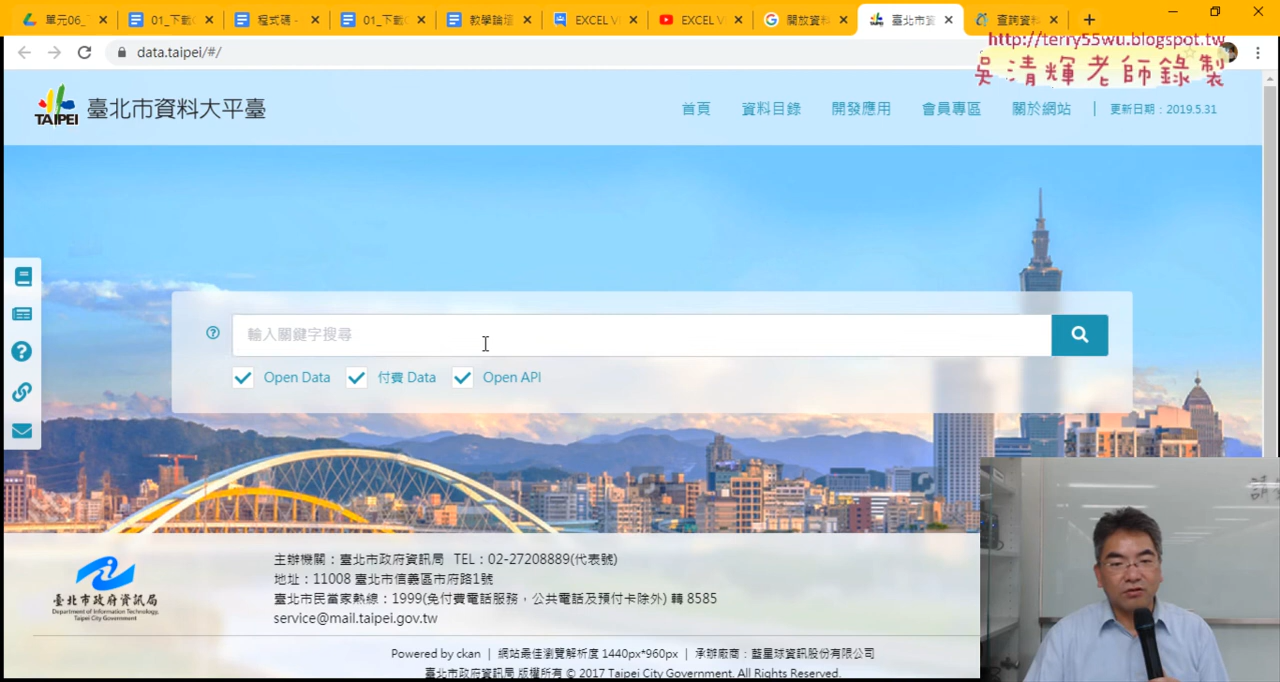 單元06_
01_下載(
程式碼 -
01_下載(
教學論壇
EXCEL V
EXCEL V
開放資料
臺北市資
查詢資料
data.taipei/#/
http://terry55wu.blogspot.tw
吳清輝老師錄製
TAIPEI
臺北市資料大平臺
首頁
資料目錄
開發應用
會員專區
關於網站
|
更新日期：2019.5.31
輸入關鍵字搜尋
Open Data
付費 Data
Open API
臺北市政府資訊局
Department of Information Technology,
Taipei City Government
主辦機關：臺北市政府資訊局 TEL：02-27208889(代表號)
地址：11008 臺北市信義區市府路1號
臺北市民當家熱線：1999(免付費電話服務，公共電話及預付卡除外) 轉 8585
service@mail.taipei.gov.tw
Powered by ckan | 網站最佳瀏覽解析度 1440px*960px | 承辦廠商：藍星球資訊股份有限公司
臺北市政府資訊局 版權所有 © 2017 Taipei City Government. All Rights Reserved.